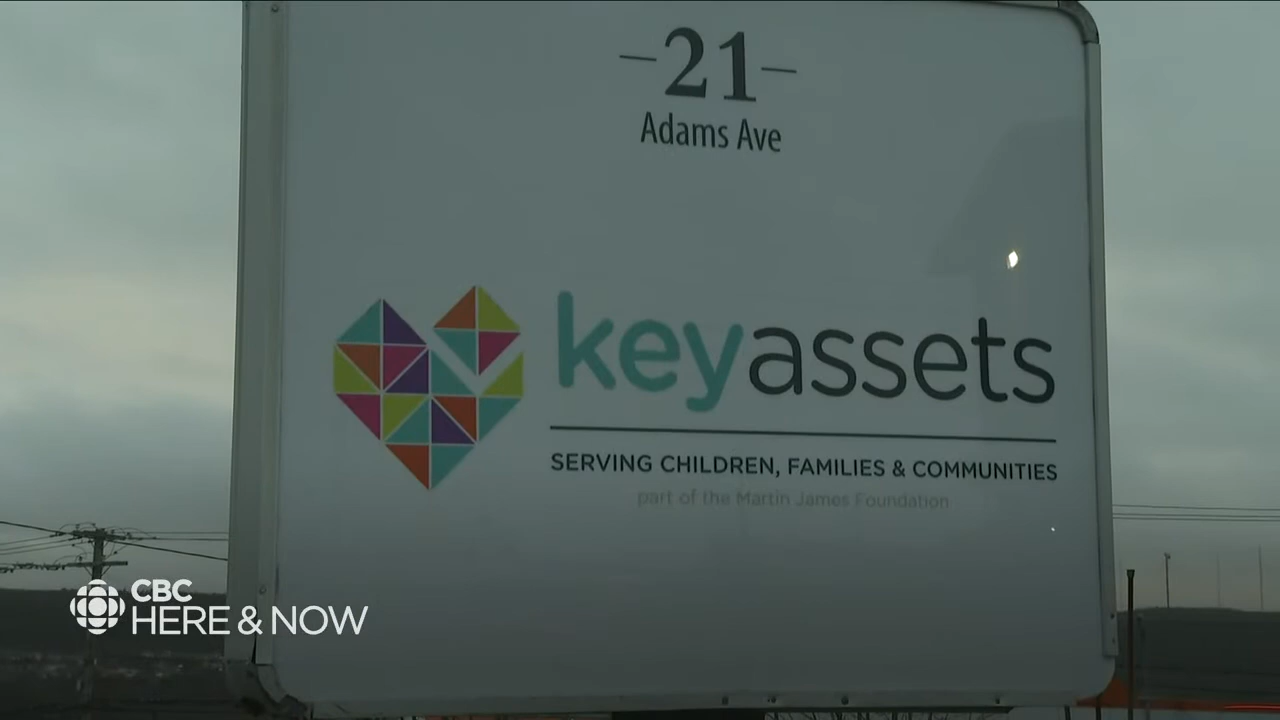 -21-
Adams Ave
keyassets
SERVING CHILDREN, FAMILIES & COMMUNITIES
part of the Martin James Foundation
CBC
HERE & NOW